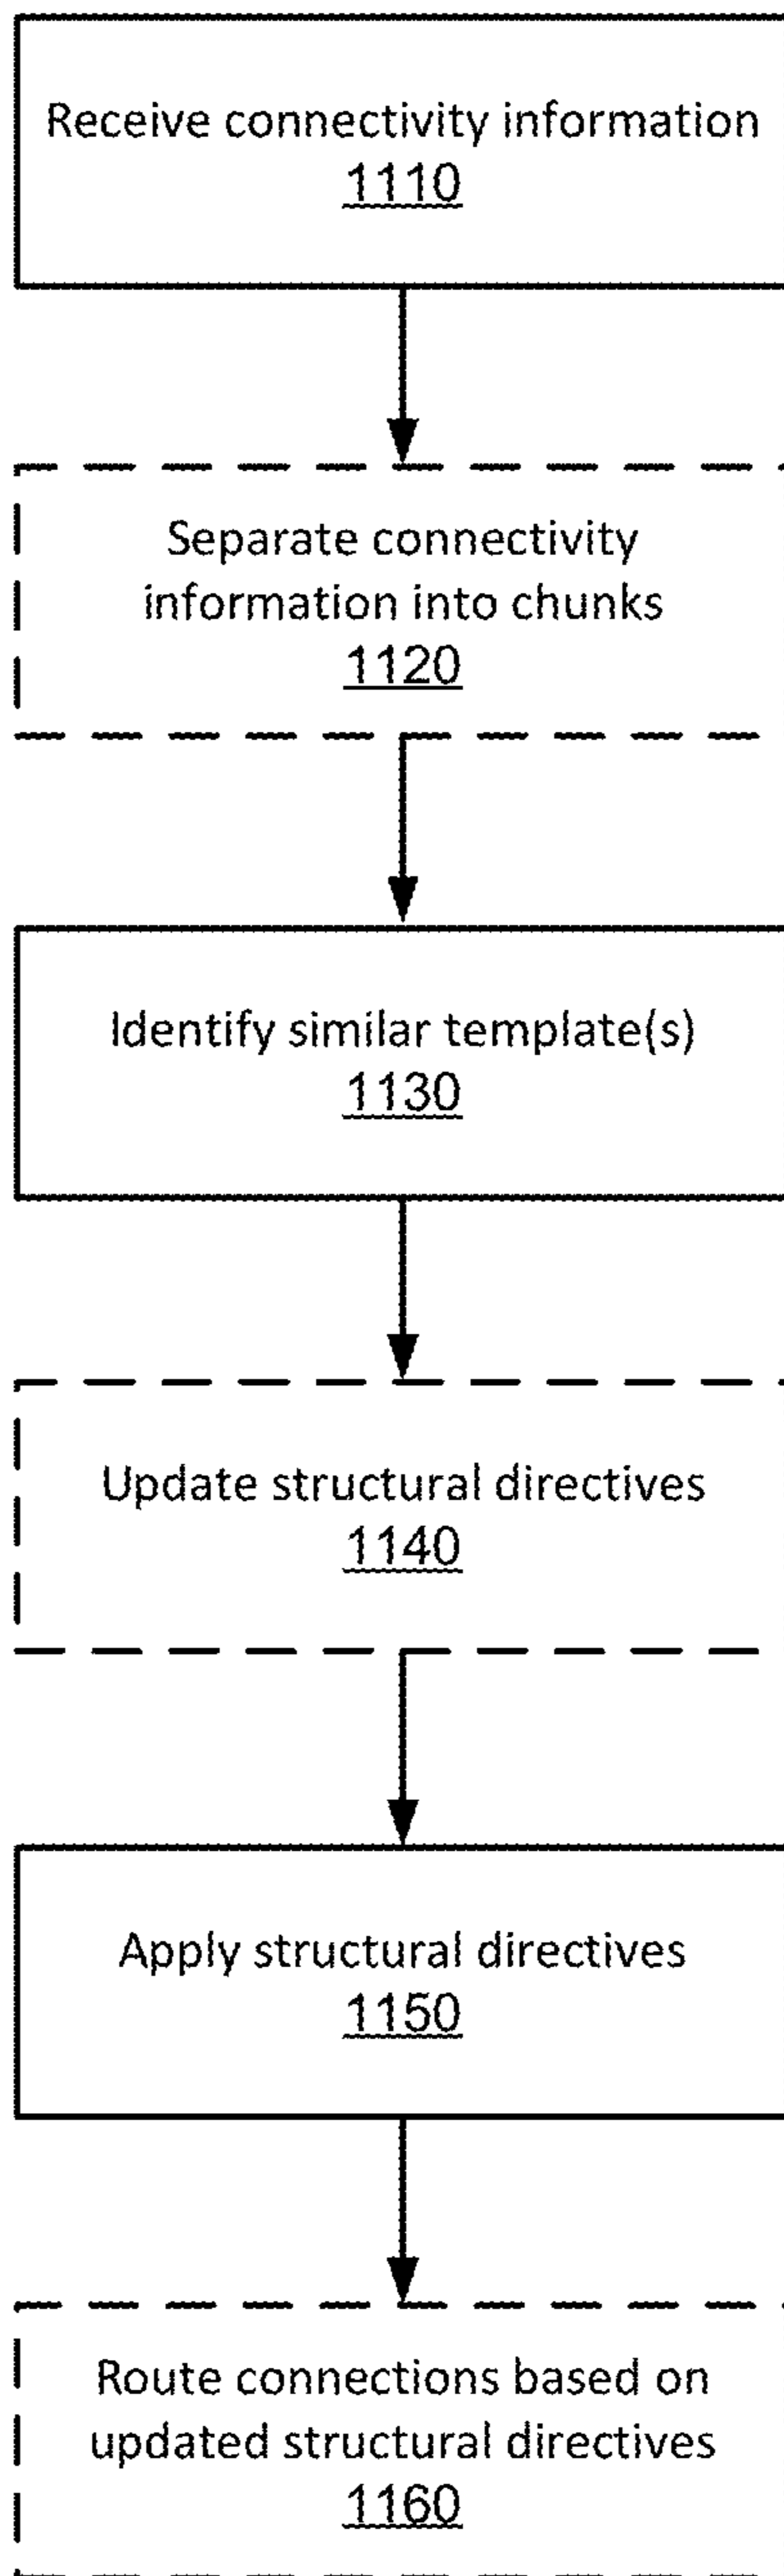 Receive connectivity information
1110
Separate connectivity
information into chunks
1120
Identify similar template(s)
1130
Update structural directives
1140
Apply structural directives
1150
Route connections based on
updated structural directives
1160